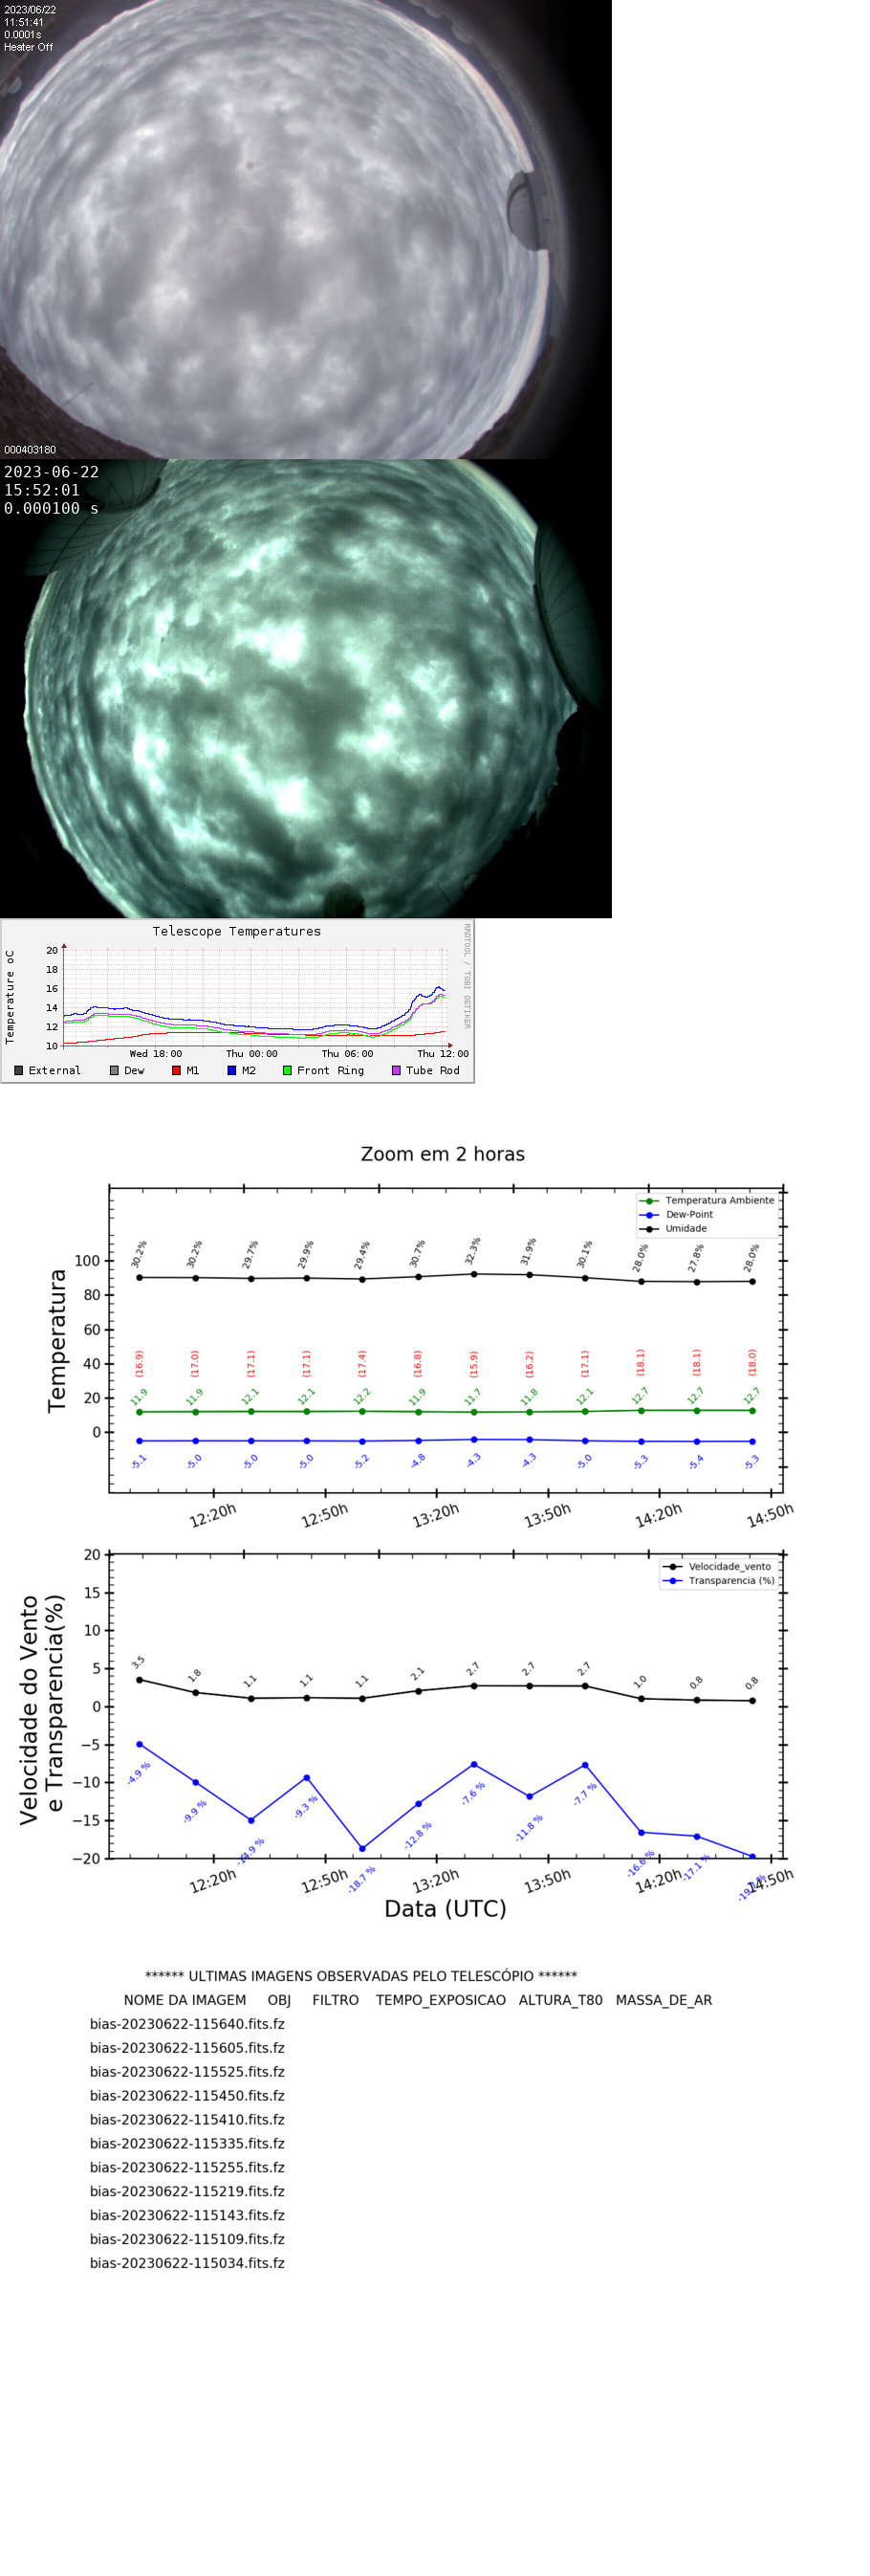 2023/06/22
11:51:41
0.0001s
Heater Off
000403180
2023-06-22
15:52:01
0.000100 s
Telescope Temperatures
RRDTOOL / TOBI OETIKER
Temperature oC
20
18
16
14
12
10
Wed 18:00 Thu 00:00 Thu 06:00 Thu 12:00
External Dew M1 M2 Front Ring Tube Rod
Zoom em 2 horas
Temperatura Ambiente
Dew-Point
Umidade
Temperatura
100
80
60
40
20
0
30.2% 30.2% 29.7% 29.9% 29.4% 30.7% 32.3% 31.9% 30.1% 28.0% 27.8% 28.0%
(16.9) (17.0) (17.1) (17.1) (17.4) (16.8) (15.9) (16.2) (17.1) (18.1) (18.1) (18.0)
11.9 11.9 12.1 12.1 12.2 11.9 11.7 11.8 12.1 12.7 12.7 12.7
-5.1 -5.0 -5.0 -5.0 -5.2 -4.8 -4.3 -4.3 -5.0 -5.3 -5.4 -5.3
12:20h 12:50h 13:20h 13:50h 14:20h 14:50h
Velocidade_vento
Transparencia (%)
Velocidade do Vento
e Transparencia(%)
20
15
10
5
0
−5
−10
−15
−20
3.5 1.8 1.1 1.1 1.1 2.1 2.7 2.7 2.7 1.0 0.8 0.8
-4.9 % -9.9 % -14.9 % -9.3 % -18.7 % -12.8 % -7.6 % -11.8 % -7.7 % -16.6 % -17.1 %
12:20h 12:50h 13:20h 13:50h 14:20h 14:50h
Data (UTC)
****** ULTIMAS IMAGENS OBSERVADAS PELO TELESCÓPIO ******
NOME DA IMAGEM OBJ FILTRO TEMPO_EXPOSICAO ALTURA_T80 MASSA_DE_AR
bias-20230622-115640.fits.fz
bias-20230622-115605.fits.fz
bias-20230622-115525.fits.fz
bias-20230622-115450.fits.fz
bias-20230622-115410.fits.fz
bias-20230622-115335.fits.fz
bias-20230622-115255.fits.fz
bias-20230622-115219.fits.fz
bias-20230622-115143.fits.fz
bias-20230622-115109.fits.fz
bias-20230622-115034.fits.fz